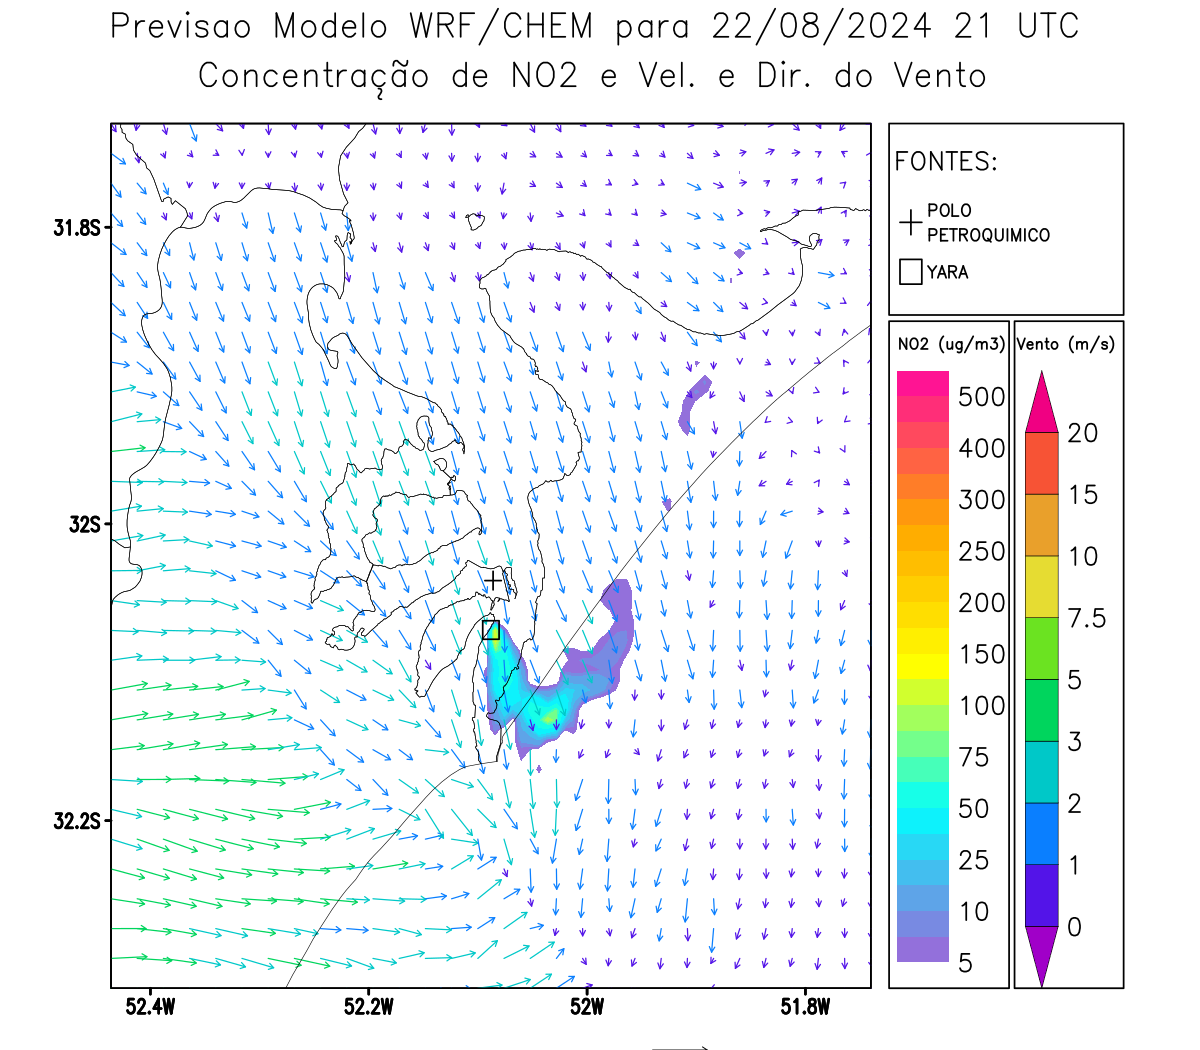 Previsao Modelo WRF/CHEM para 22/08/2024 21 UTC
Concentração de NO2 e Vel. e Dir. do Vento
FONTES:
POLO
PETROQUIMICO
YARA
31.8S
32S
32.2S
52.4W
52.2W
52W
51.8W
NO2 (ug/m3)
500
400
300
250
200
150
100
75
50
25
10
5
Vento (m/s)
20
15
10
7.5
5
3
2
1
0